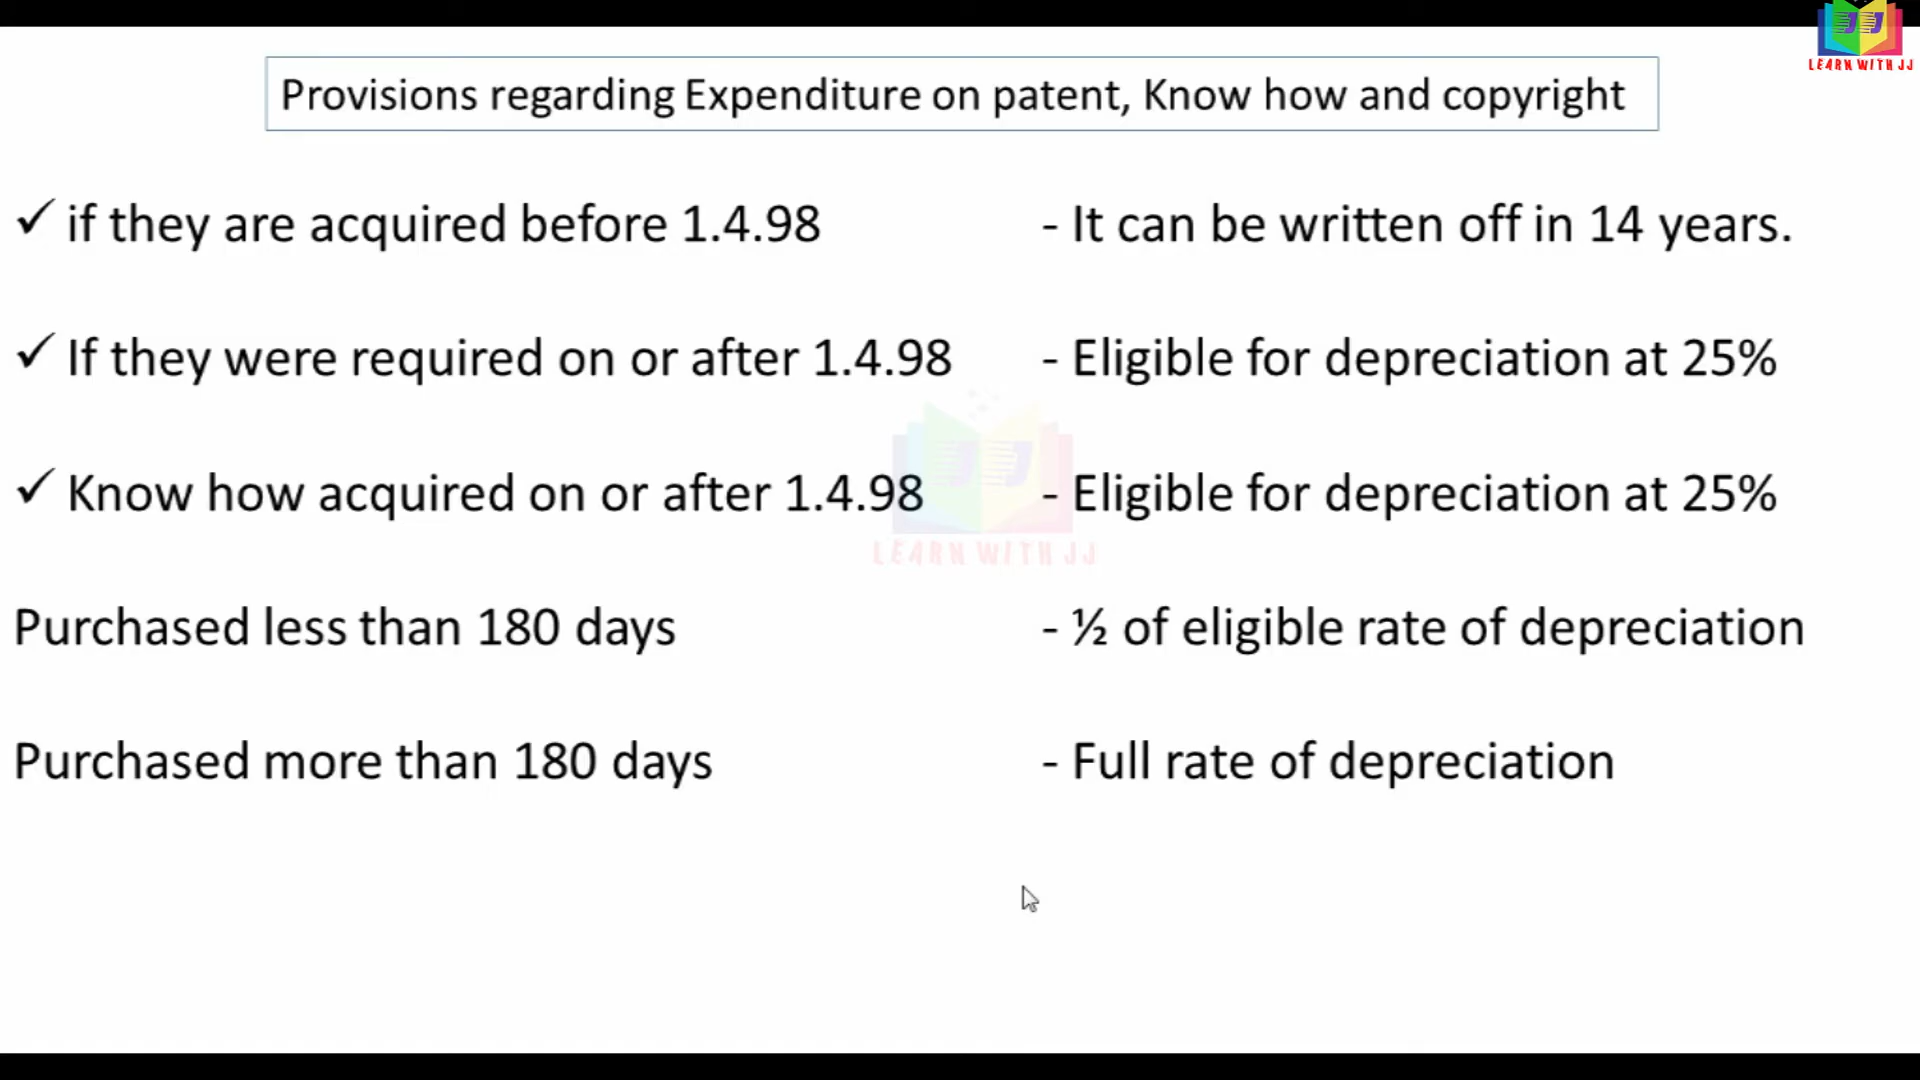 LEARN WITH JJ
Provisions regarding Expenditure on patent, Know how and copyright
✓ if they are acquired before 1.4.98 - It can be written off in 14 years.
✓ If they were required on or after 1.4.98 - Eligible for depreciation at 25%
✓ Know how acquired on or after 1.4.98 - Eligible for depreciation at 25%
LEARN WITH JJ
Purchased less than 180 days - ½ of eligible rate of depreciation
Purchased more than 180 days - Full rate of depreciation